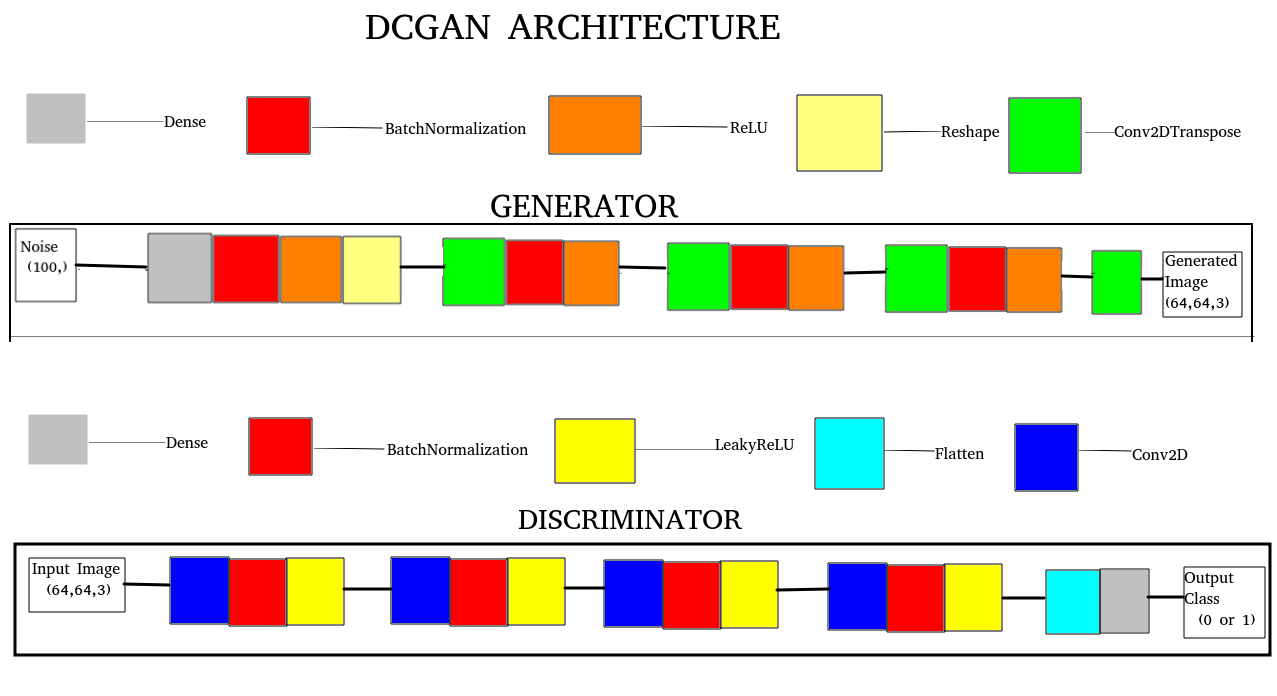 DCGAN ARCHITECTURE
Dense
BatchNormalization
ReLU
Reshape
Conv2DTranspose
GENERATOR
Noise
(100,)
Generated
Image
(64,64,3)
Dense
BatchNormalization
LeakyReLU
Flatten
Conv2D
DISCRIMINATOR
Input Image
(64,64,3)
Output
Class
(0 or 1)